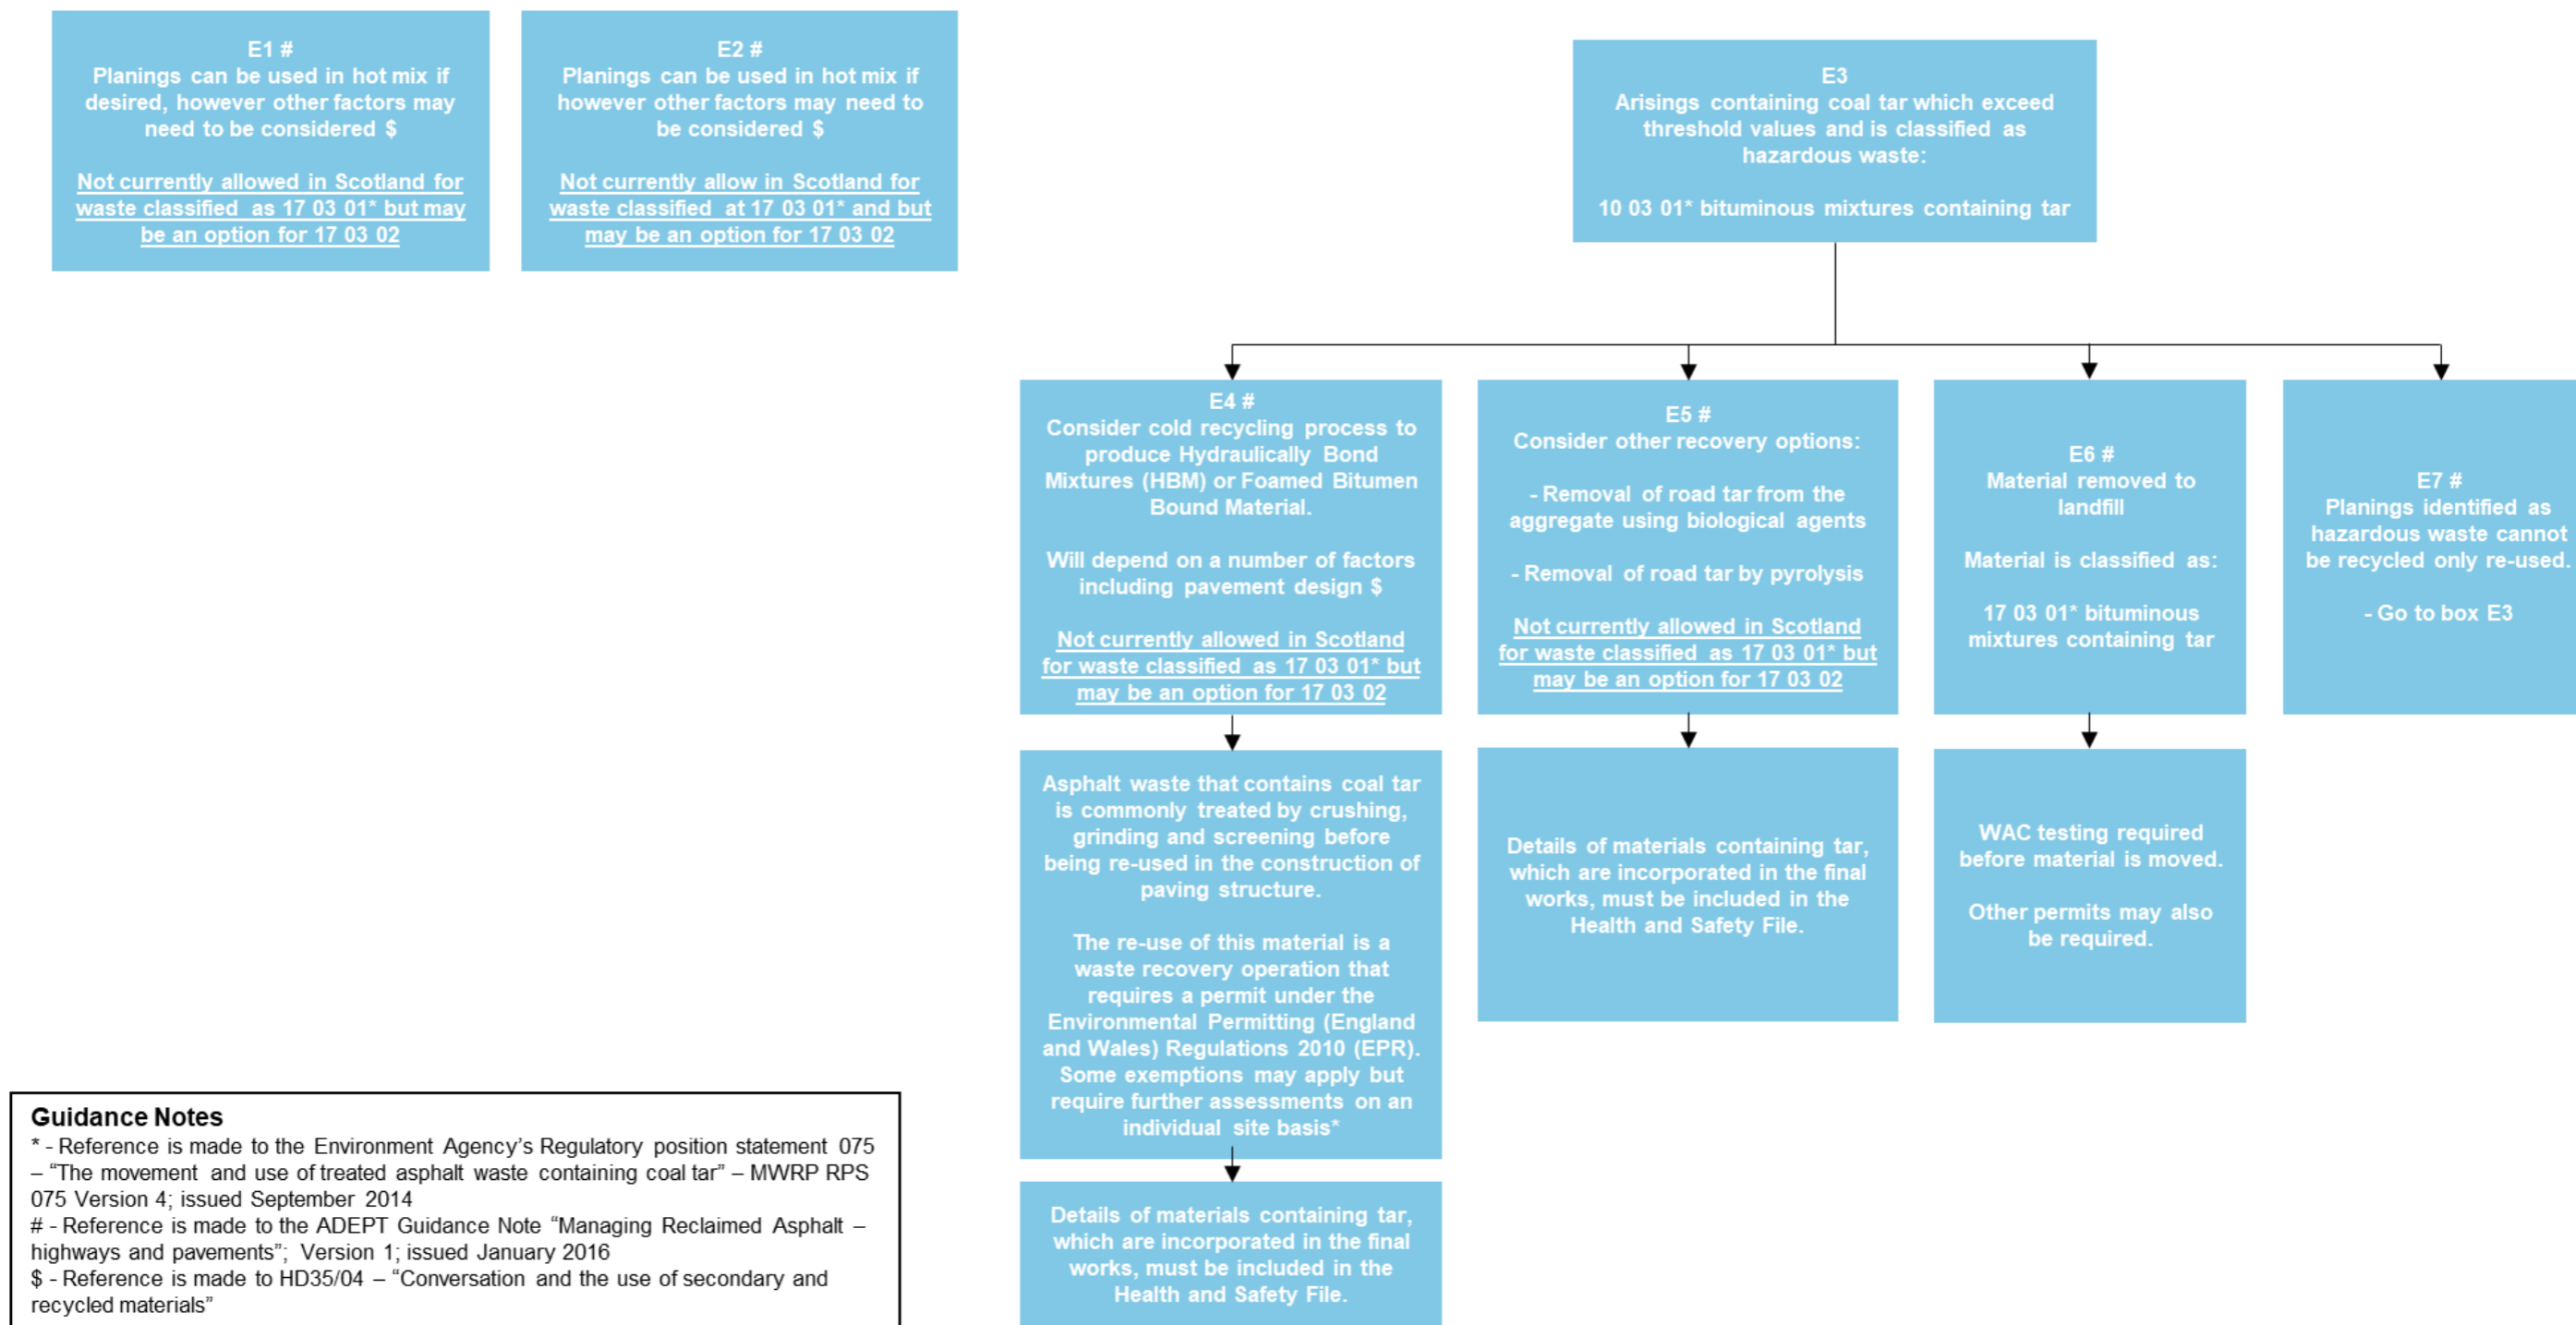 E1 #
Planings can be used in hot mix if
desired, however other factors may
need to be considered $
Not currently allowed in Scotland for
waste classified as 17 03 01* but may
be an option for 17 03 02
E2 #
Planings can be used in hot mix if
however other factors may need to
be considered $
Not currently allow in Scotland for
waste classified at 17 03 01* and but
may be an option for 17 03 02
E3
Arisings containing coal tar which exceed
threshold values and is classified as
hazardous waste:
10 03 01* bituminous mixtures containing tar
E4 #
Consider cold recycling process to
produce Hydraulically Bond
Mixtures (HBM) or Foamed Bitumen
Bound Material.
Will depend on a number of factors
including pavement design $
Not currently allowed in Scotland
for waste classified as 17 03 01* but
may be an option for 17 03 02
E5 #
Consider other recovery options:
- Removal of road tar from the
aggregate using biological agents
- Removal of road tar by pyrolysis
Not currently allowed in Scotland
for waste classified as 17 03 01* but
may be an option for 17 03 02
E6 #
Material removed to
landfill
Material is classified as:
17 03 01* bituminous
mixtures containing tar
E7 #
Planings identified as
hazardous waste cannot
be recycled only re-used.
- Go to box E3
Asphalt waste that contains coal tar
is commonly treated by crushing,
grinding and screening before
being re-used in the construction of
paving structure.
The re-use of this material is a
waste recovery operation that
requires a permit under the
Environmental Permitting (England
and Wales) Regulations 2010 (EPR).
Some exemptions may apply but
require further assessments on an
individual site basis*
Details of materials containing tar,
which are incorporated in the final
works, must be included in the
Health and Safety File.
WAC testing required
before material is moved.
Other permits may also
be required.
Details of materials containing tar,
which are incorporated in the final
works, must be included in the
Health and Safety File.
Guidance Notes
* - Reference is made to the Environment Agency's Regulatory position statement 075
– “The movement and use of treated asphalt waste containing coal tar” – MWRP RPS
075 Version 4; issued September 2014
# - Reference is made to the ADEPT Guidance Note “Managing Reclaimed Asphalt –
highways and pavements”; Version 1; issued January 2016
$ - Reference is made to HD35/04 – “Conversation and the use of secondary and
recycled materials”